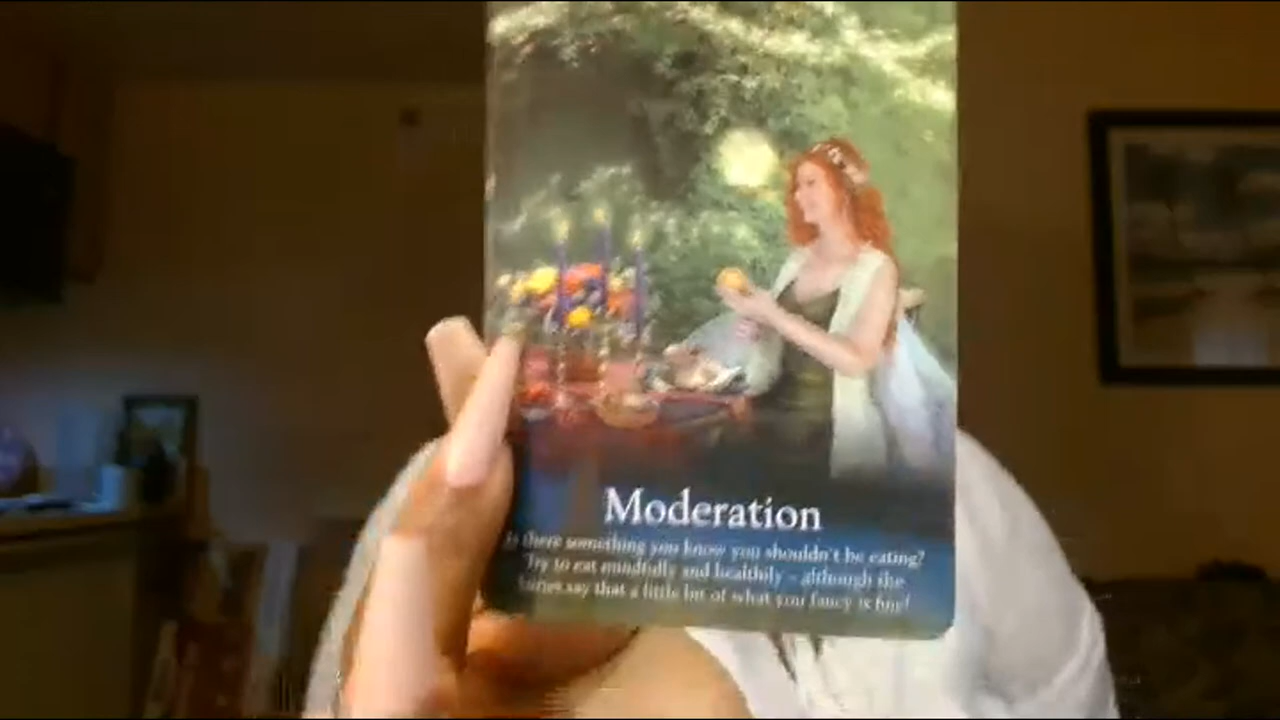 Moderation
Is there something you know you shouldn't be eating?
Try to eat mindfully and healthily – although the
fairies say that a little bit of what you fancy is fine!